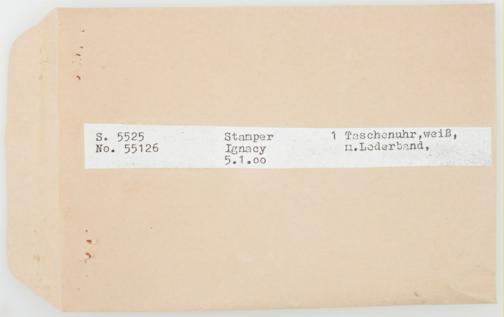 S. 5525 Stamper 1 Taschenuhr,weiß,
No. 55126 Ignacy m.Lederband,
5.1.oo